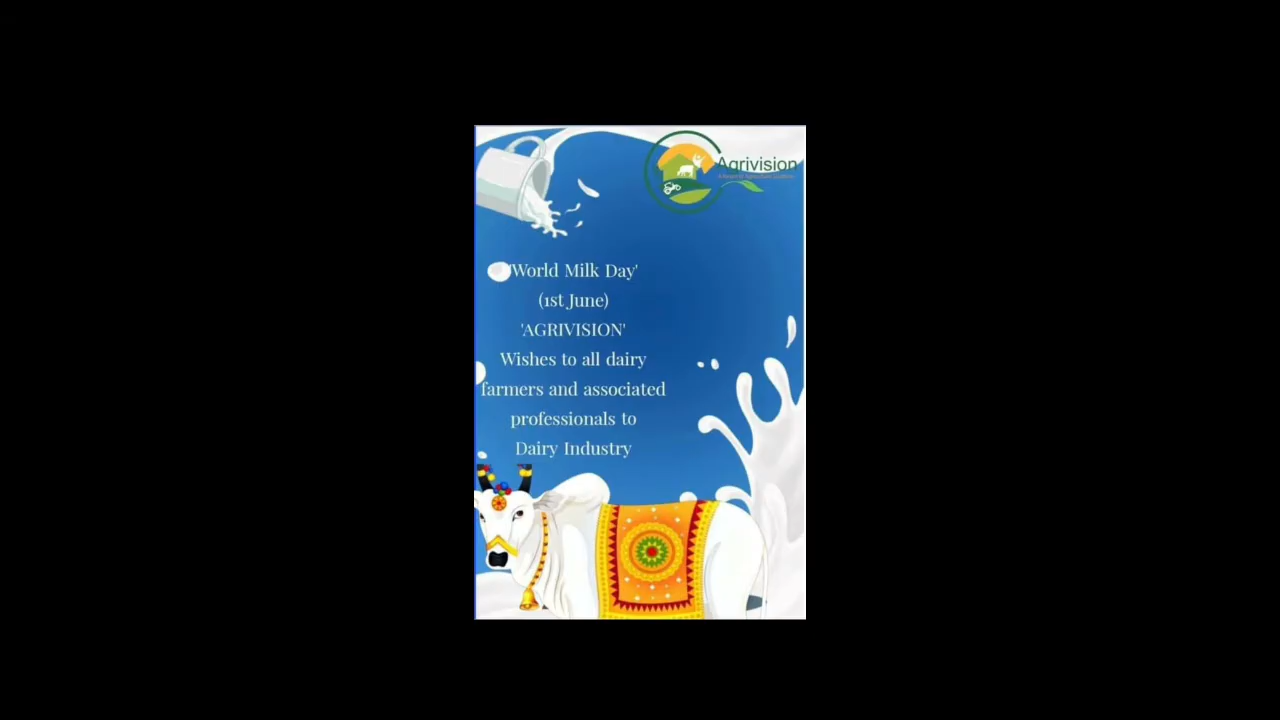 Agrivision
'World Milk Day'
(1st June)
'AGRIVISION'
Wishes to all dairy
farmers and associated
professionals to
Dairy Industry